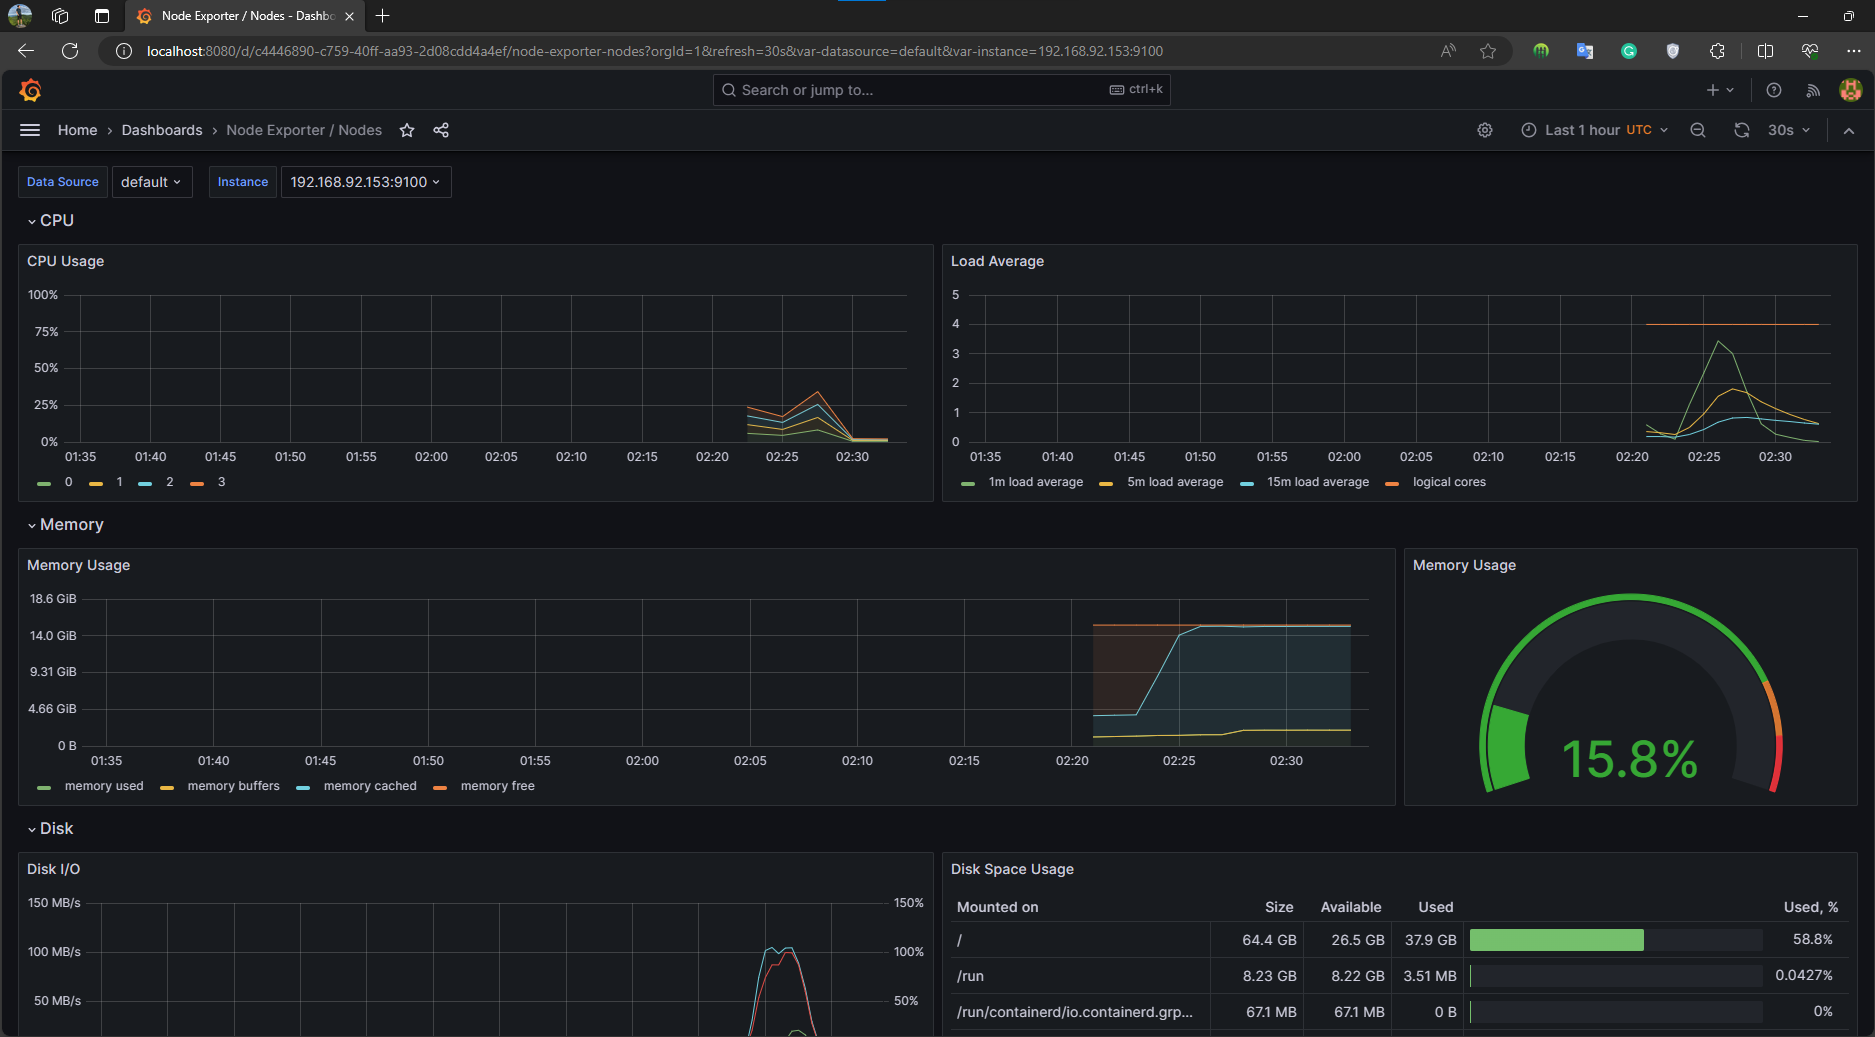 Node Exporter / Nodes - Dashbo
localhost:8080/d/c4446890-c759-40ff-aa93-2d08cdd4a4ef/node-exporter-nodes?orgId=1&refresh=30s&var-datasource=default&var-instance=192.168.92.153:9100
Search or jump to... ctrl+k
Home › Dashboards › Node Exporter / Nodes
Last 1 hour UTC 30s
Data Source default Instance 192.168.92.153:9100
CPU
CPU Usage
100%
75%
50%
25%
0%
01:35 01:40 01:45 01:50 01:55 02:00 02:05 02:10 02:15 02:20 02:25 02:30
0 1 2 3
Load Average
5
4
3
2
1
0
01:35 01:40 01:45 01:50 01:55 02:00 02:05 02:10 02:15 02:20 02:25 02:30
1m load average 5m load average 15m load average logical cores
Memory
Memory Usage
18.6 GiB
14.0 GiB
9.31 GiB
4.66 GiB
0 B
01:35 01:40 01:45 01:50 01:55 02:00 02:05 02:10 02:15 02:20 02:25 02:30
memory used memory buffers memory cached memory free
Memory Usage
15.8%
Disk
Disk I/O
150 MB/s 150%
100 MB/s 100%
50 MB/s 50%
Disk Space Usage
Mounted on Size Available Used Used, %
/ 64.4 GB 26.5 GB 37.9 GB 58.8%
/run 8.23 GB 8.22 GB 3.51 MB 0.0427%
/run/containerd/io.containerd.grp... 67.1 MB 67.1 MB 0 B 0%